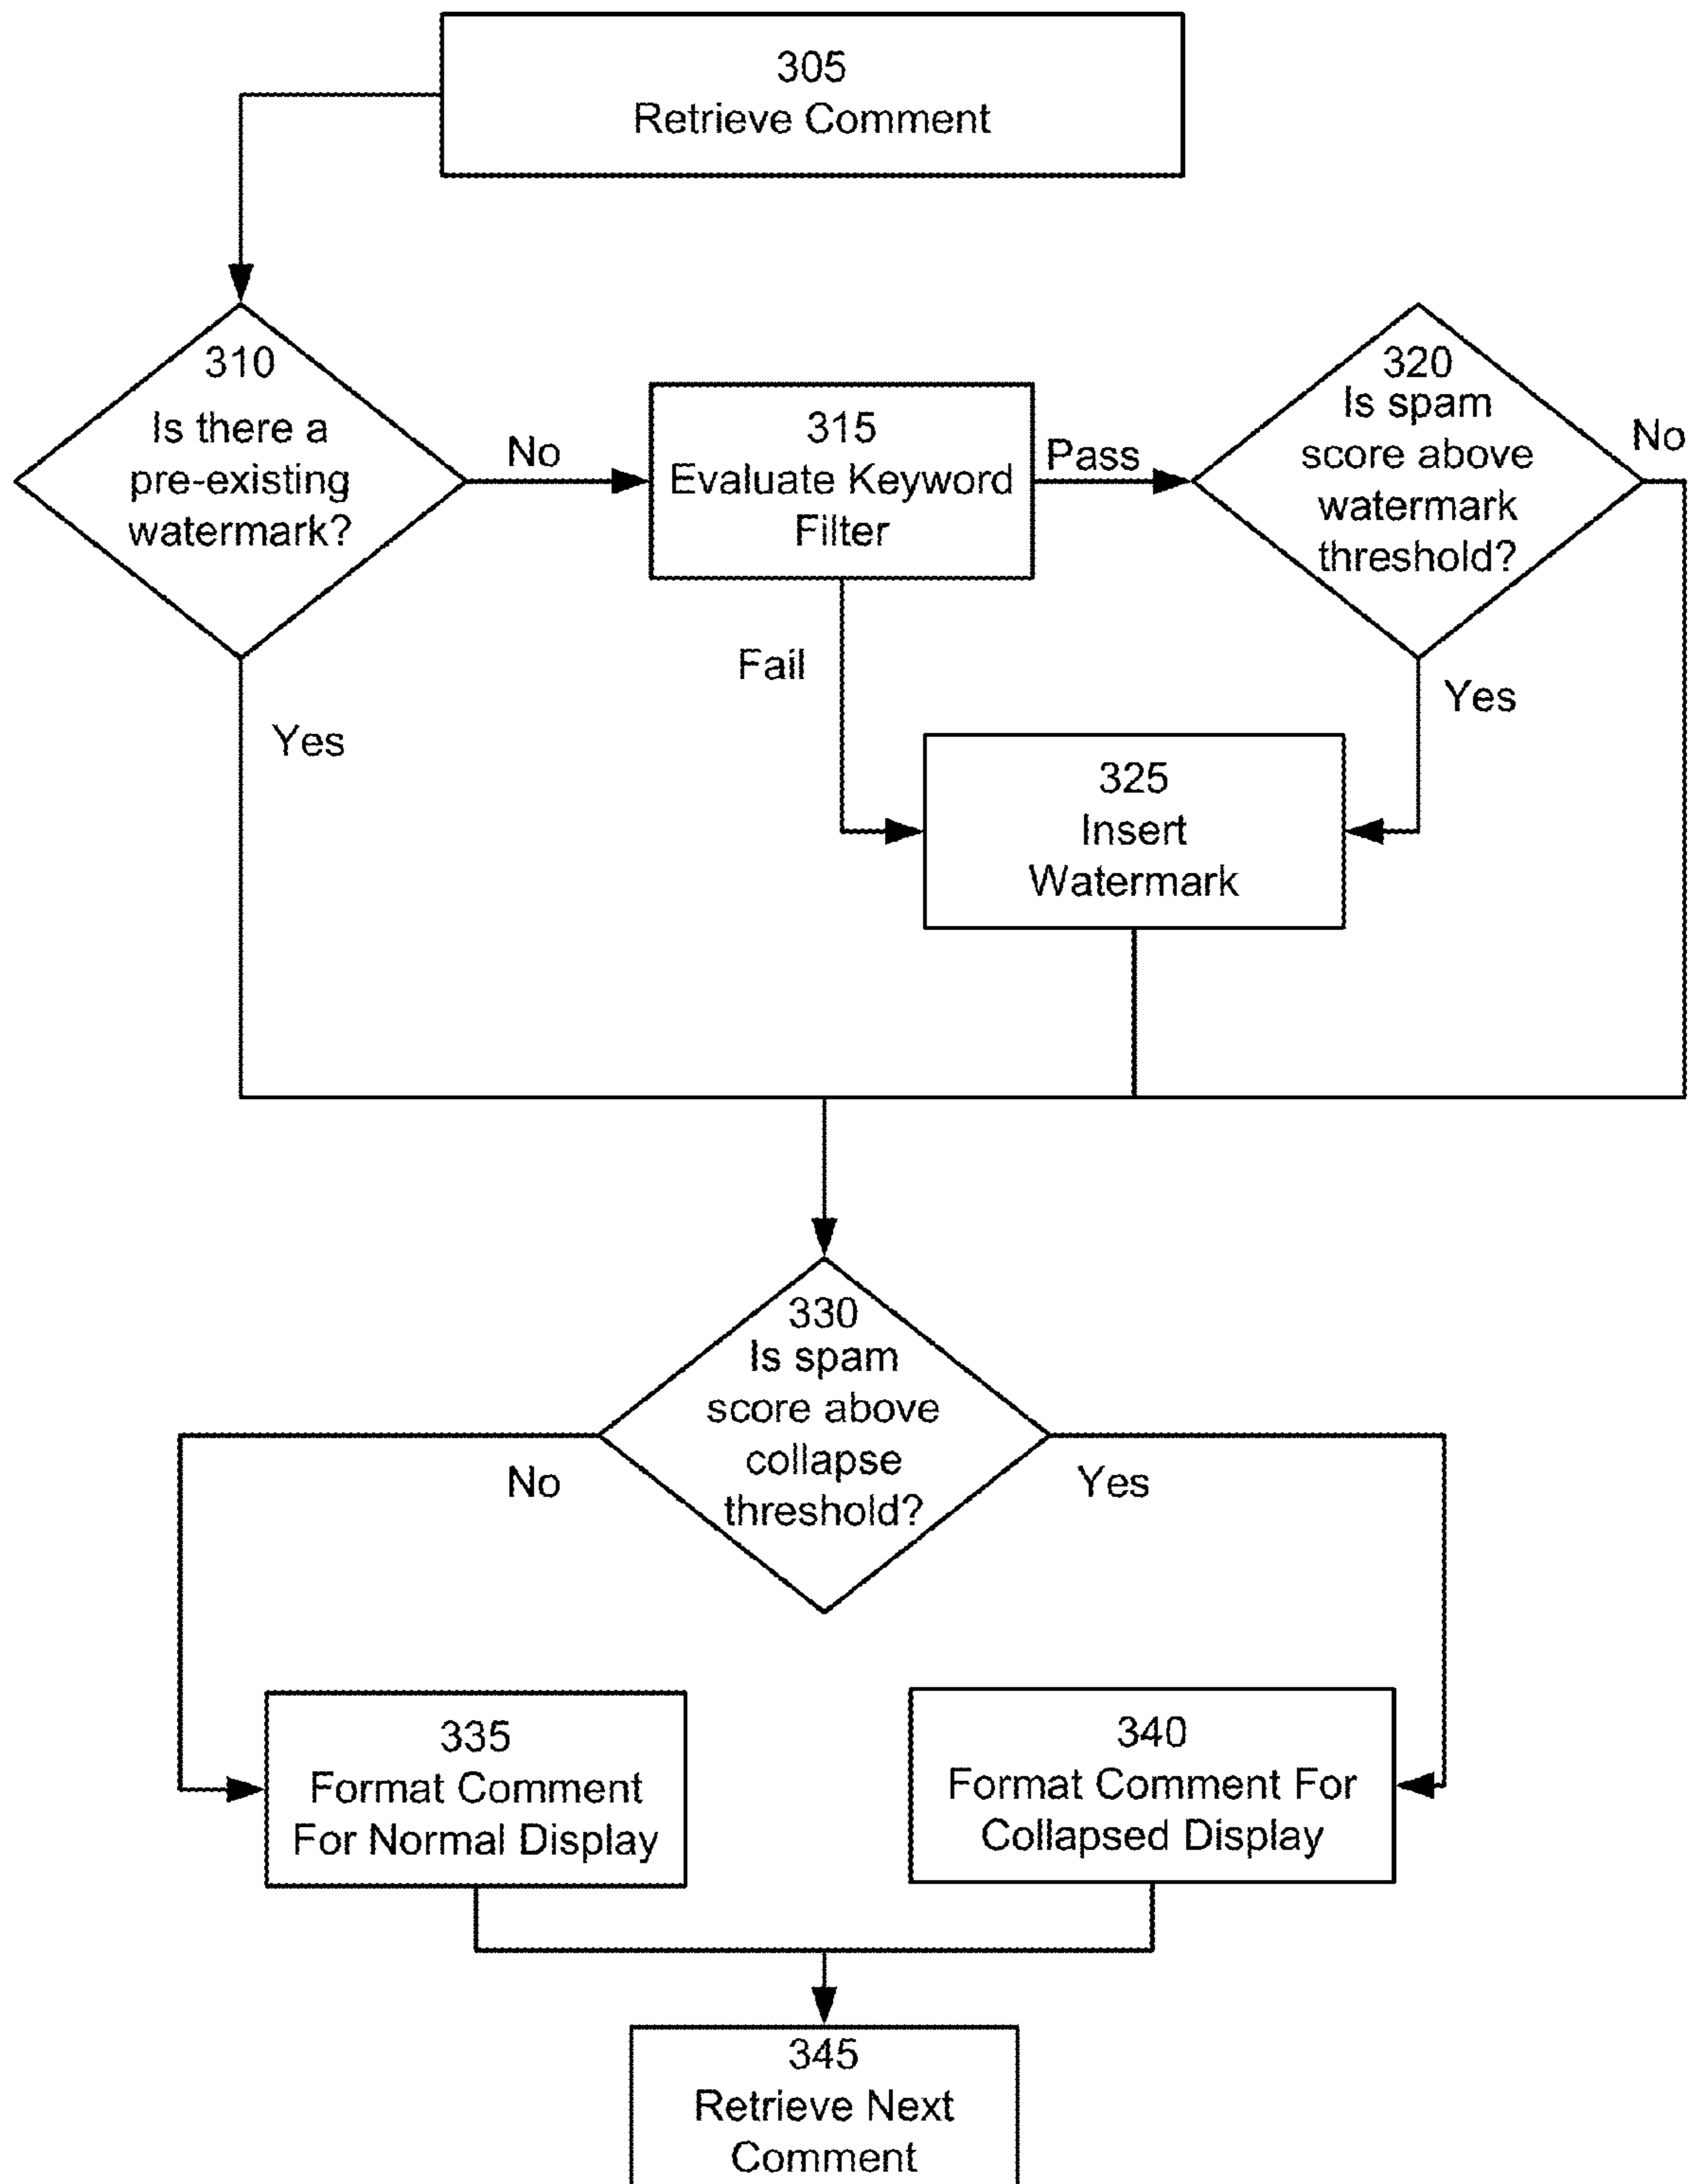 305
Retrieve Comment
310
Is there a
pre-existing
watermark?
No
315
Evaluate Keyword
Filter
Pass
320
Is spam
score above
watermark
threshold?
No
Fail
Yes
Yes
325
Insert
Watermark
330
Is spam
score above
collapse
threshold?
No
Yes
335
Format Comment
For Normal Display
340
Format Comment For
Collapsed Display
345
Retrieve Next
Comment